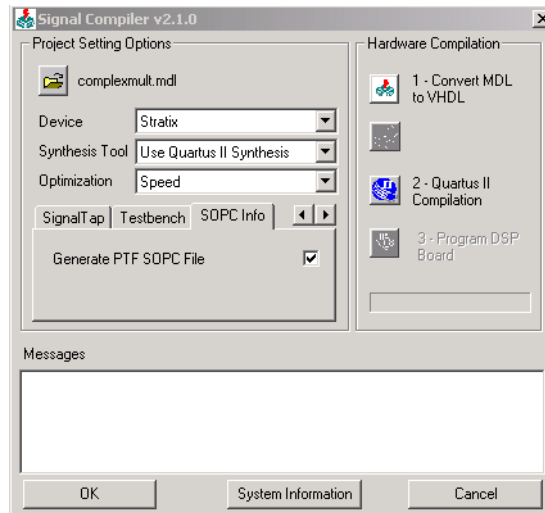 Signal Compiler v2.1.0
Project Setting Options
complexmult.mdl
Device
Stratix
Synthesis Tool
Use Quartus II Synthesis
Optimization
Speed
SignalTap
Testbench
SOPC Info
Generate PTF SOPC File
Hardware Compilation
1 - Convert MDL
to VHDL
2 - Quartus II
Compilation
3 - Program DSP
Board
Messages
OK
System Information
Cancel